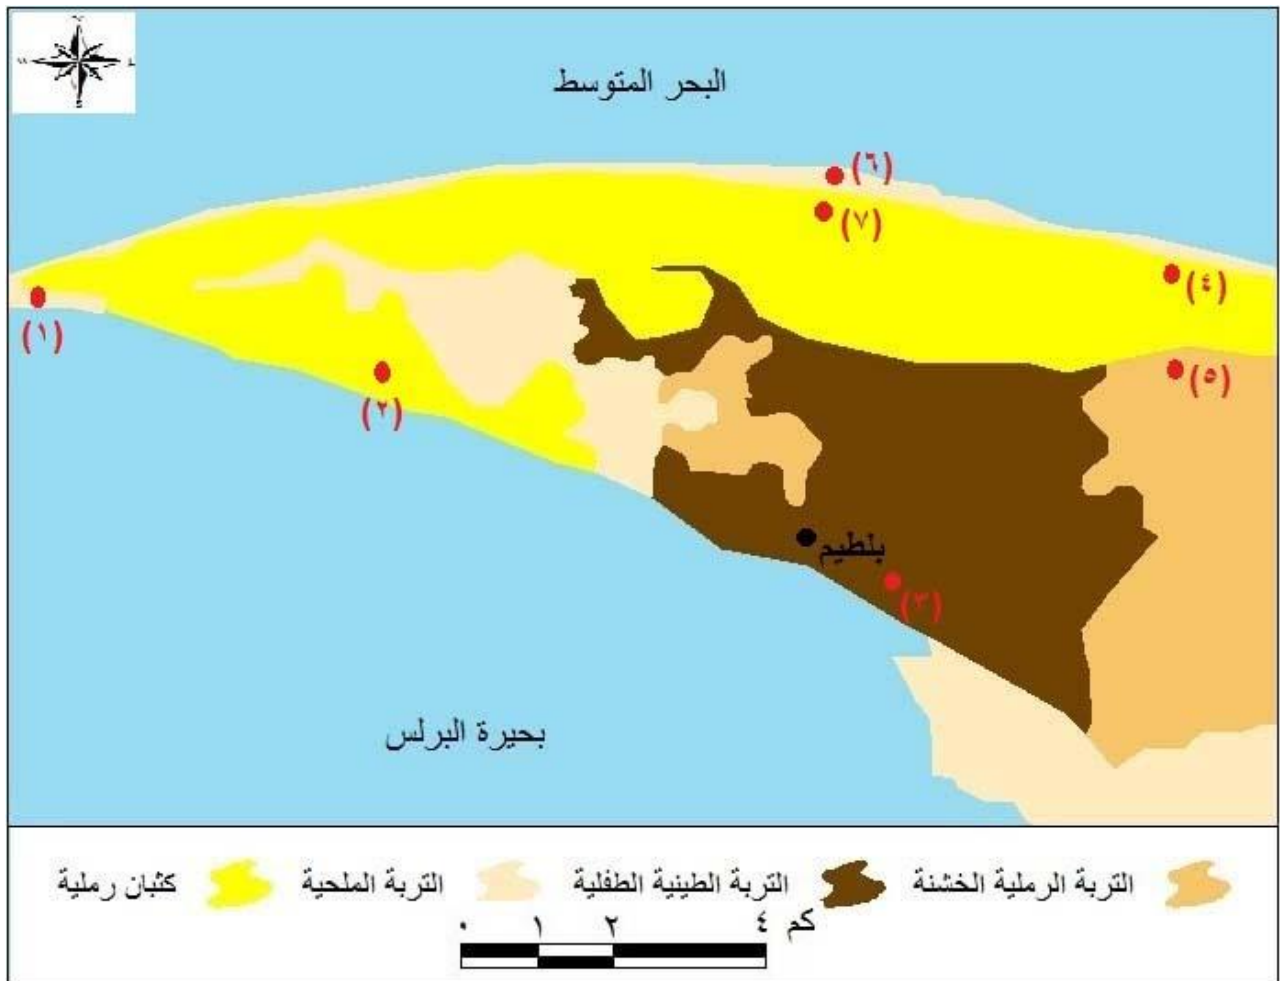 البحر المتوسط
(٦)
(٧)
(٤)
(١)
(٥)
(٢)
بلطيم
(٣)
بحيرة البرلس
التربة الرملية الخشنة
التربة الطينية الطفلية
التربة الملحية
كثبان رملية
٠ ١ ٢ ٤ كم